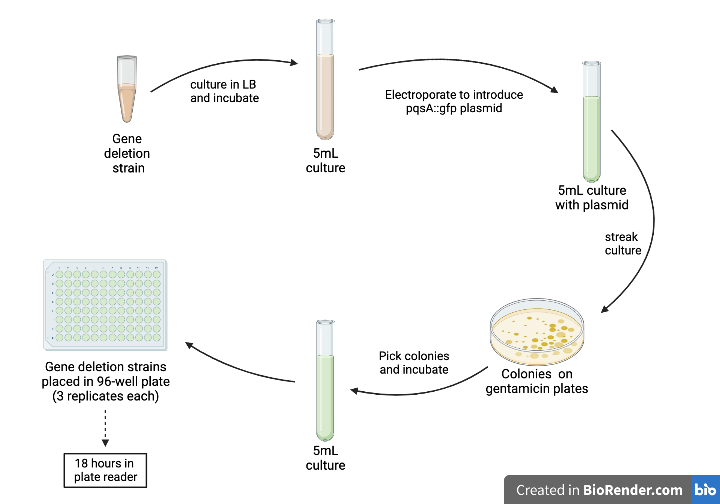 Gene
deletion
strain
culture in LB
and incubate
5mL
culture
Electroporate to introduce
pqsA::gfp plasmid
5mL culture
with plasmid
streak
culture
Colonies on
gentamicin plates
Pick colonies
and incubate
5mL
culture
Gene deletion strains
placed in 96-well plate
(3 replicates each)
18 hours in
plate reader
Created in BioRender.com
bio